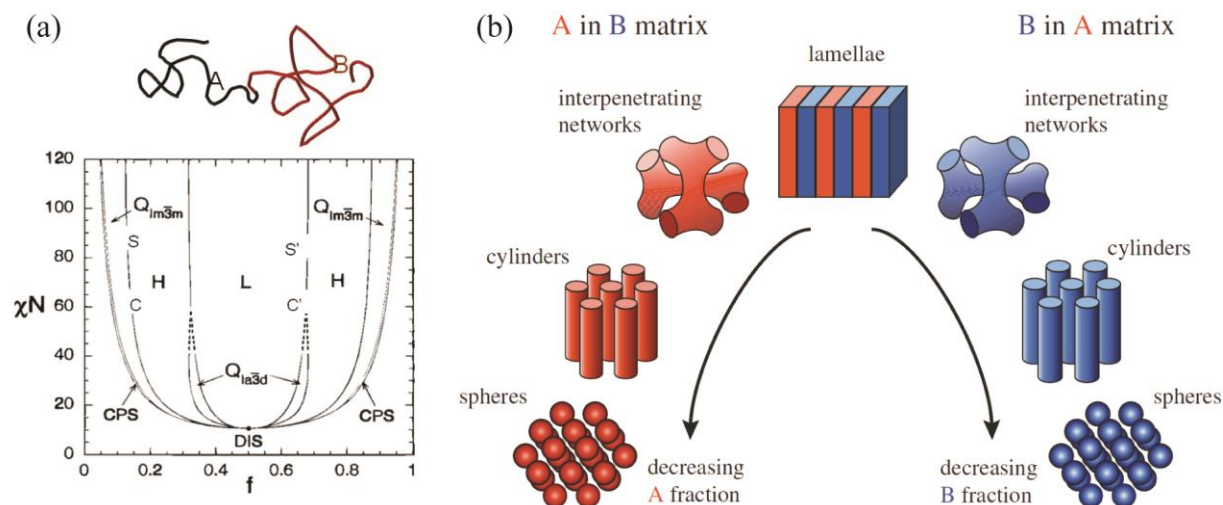 (a)
A
B
120
100
80
60
40
20
0
χN
Q Im3̄m
Q Im3̄m
S
S'
H
L
H
C
C'
Q Ia3̄d
CPS
CPS
DIS
0
0.2
0.4
0.6
0.8
1
f
(b)
A in B matrix
B in A matrix
lamellae
interpenetrating
networks
interpenetrating
networks
cylinders
cylinders
spheres
spheres
decreasing
A fraction
decreasing
B fraction